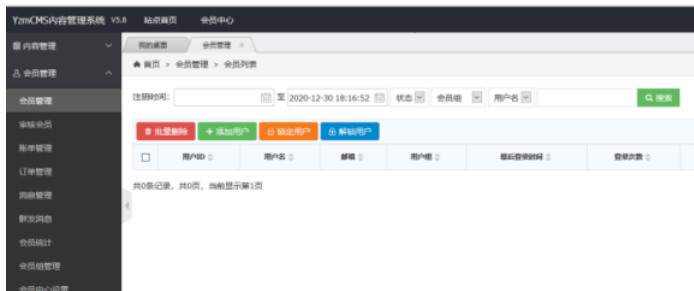 YzmCMS内容管理系统 V5.8 站点首页 会员中心
内容管理
我的桌面 会员管理 ×
会员管理
首页 > 会员管理 > 会员列表
会员管理
注册时间: 至 2020-12-30 18:16:52 状态 会员组 用户名 搜索
审核会员
批量删除 + 添加用户 锁定用户 解锁用户
账单管理
用户ID 用户名 邮箱 用户组 最后登录时间 登录次数
订单管理
共0条记录，共0页，当前显示第1页
消息管理
群发消息
会员统计
会员组管理
会员中心设置